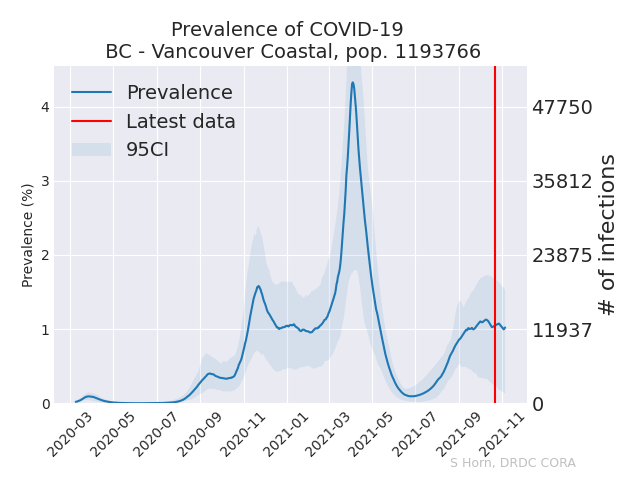 Prevalence of COVID-19
BC - Vancouver Coastal, pop. 1193766
Prevalence
Latest data
95CI
Prevalence (%)
4
3
2
1
0
47750
35812
23875
11937
0
# of infections
2020-03
2020-05
2020-07
2020-09
2020-11
2021-01
2021-03
2021-05
2021-07
2021-09
2021-11
S Horn, DRDC CORA